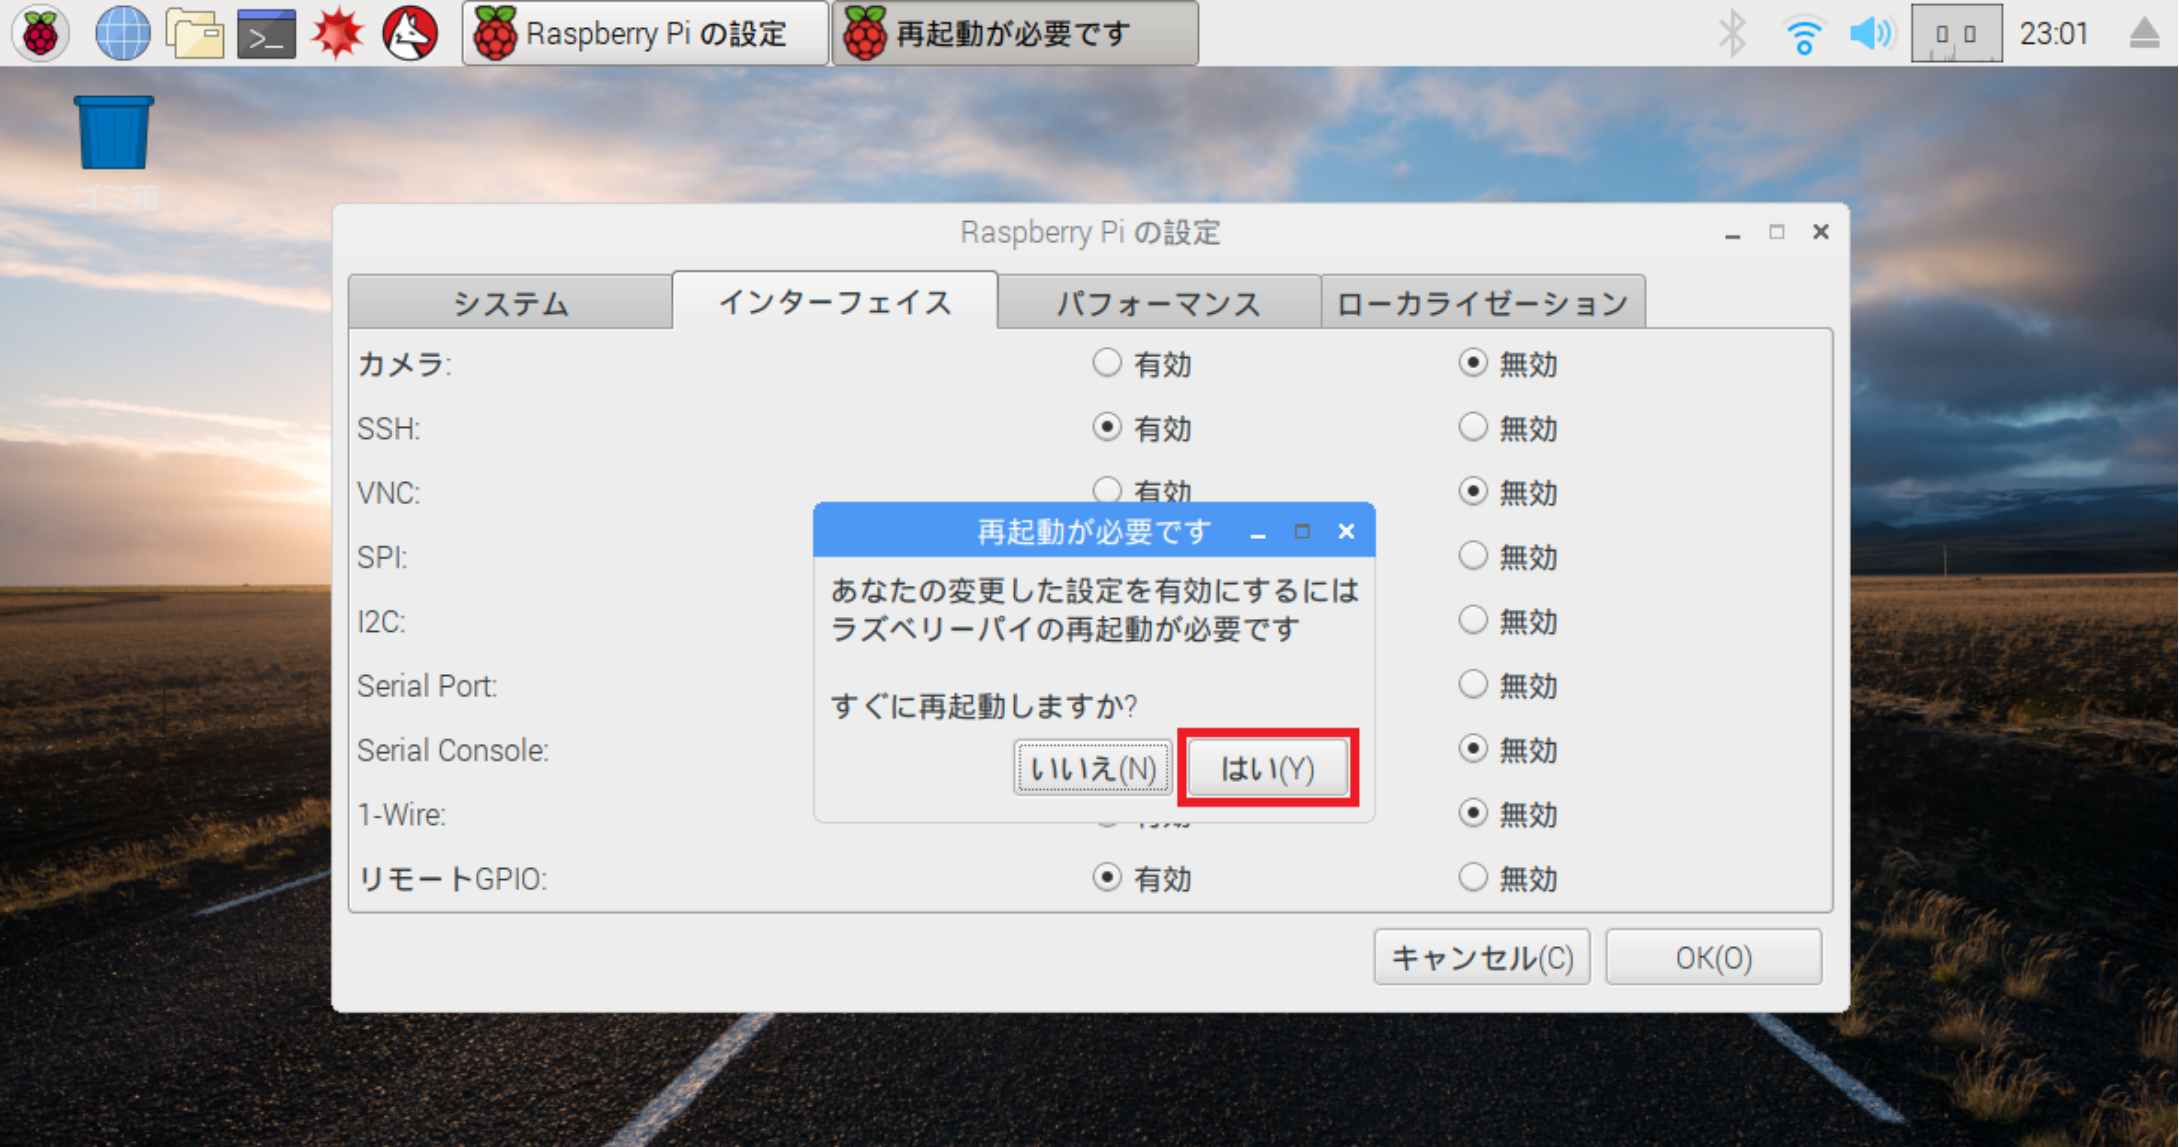 Raspberry Pi の設定
再起動が必要です
23:01
ゴミ箱
Raspberry Pi の設定
システム
インターフェイス
パフォーマンス
ローカライゼーション
カメラ: 有効 無効
SSH: 有効 無効
VNC: 有効 無効
SPI: 無効
I2C: 無効
Serial Port: 無効
Serial Console: 無効
1-Wire: 有効 無効
リモートGPIO: 有効 無効
再起動が必要です
あなたの変更した設定を有効にするには
ラズベリーパイの再起動が必要です
すぐに再起動しますか?
いいえ(N)
はい(Y)
キャンセル(C)
OK(O)